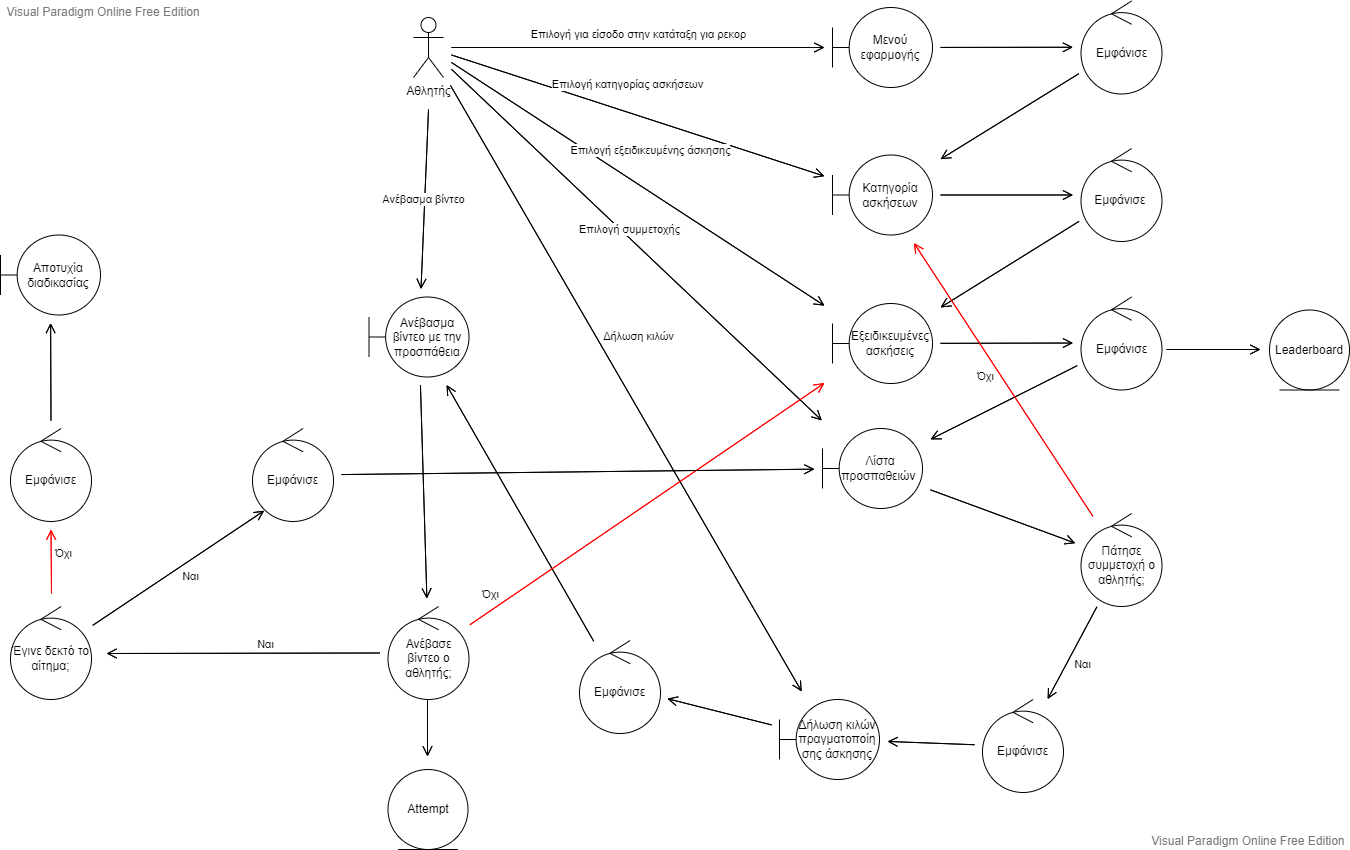 Visual Paradigm Online Free Edition
Επιλογή για είσοδο στην κατάταξη για ρεκορ
Μενού
εφαρμογής
Εμφάνισε
Αθλητής
Επιλογή κατηγορίας ασκήσεων
Επιλογή εξειδικευμένης άσκησης
Κατηγορία
ασκήσεων
Εμφάνισε
Ανέβασμα βίντεο
Επιλογή συμμετοχής
Αποτυχία
διαδικασίας
Ανέβασμα
βίντεο με την
προσπάθεια
Δήλωση κιλών
Εξειδικευμένες
ασκήσεις
Εμφάνισε
Leaderboard
Όχι
Εμφάνισε
Εμφάνισε
Λίστα
προσπαθειών
Όχι
Πάτησε
συμμετοχή ο
αθλητής;
Ναι
Όχι
Έγινε δεκτό το
αίτημα;
Ναι
Ανέβασε
βίντεο ο
αθλητής;
Εμφάνισε
Ναι
Δήλωση κιλών
πραγματοποίη
σης άσκησης
Εμφάνισε
Attempt
Visual Paradigm Online Free Edition